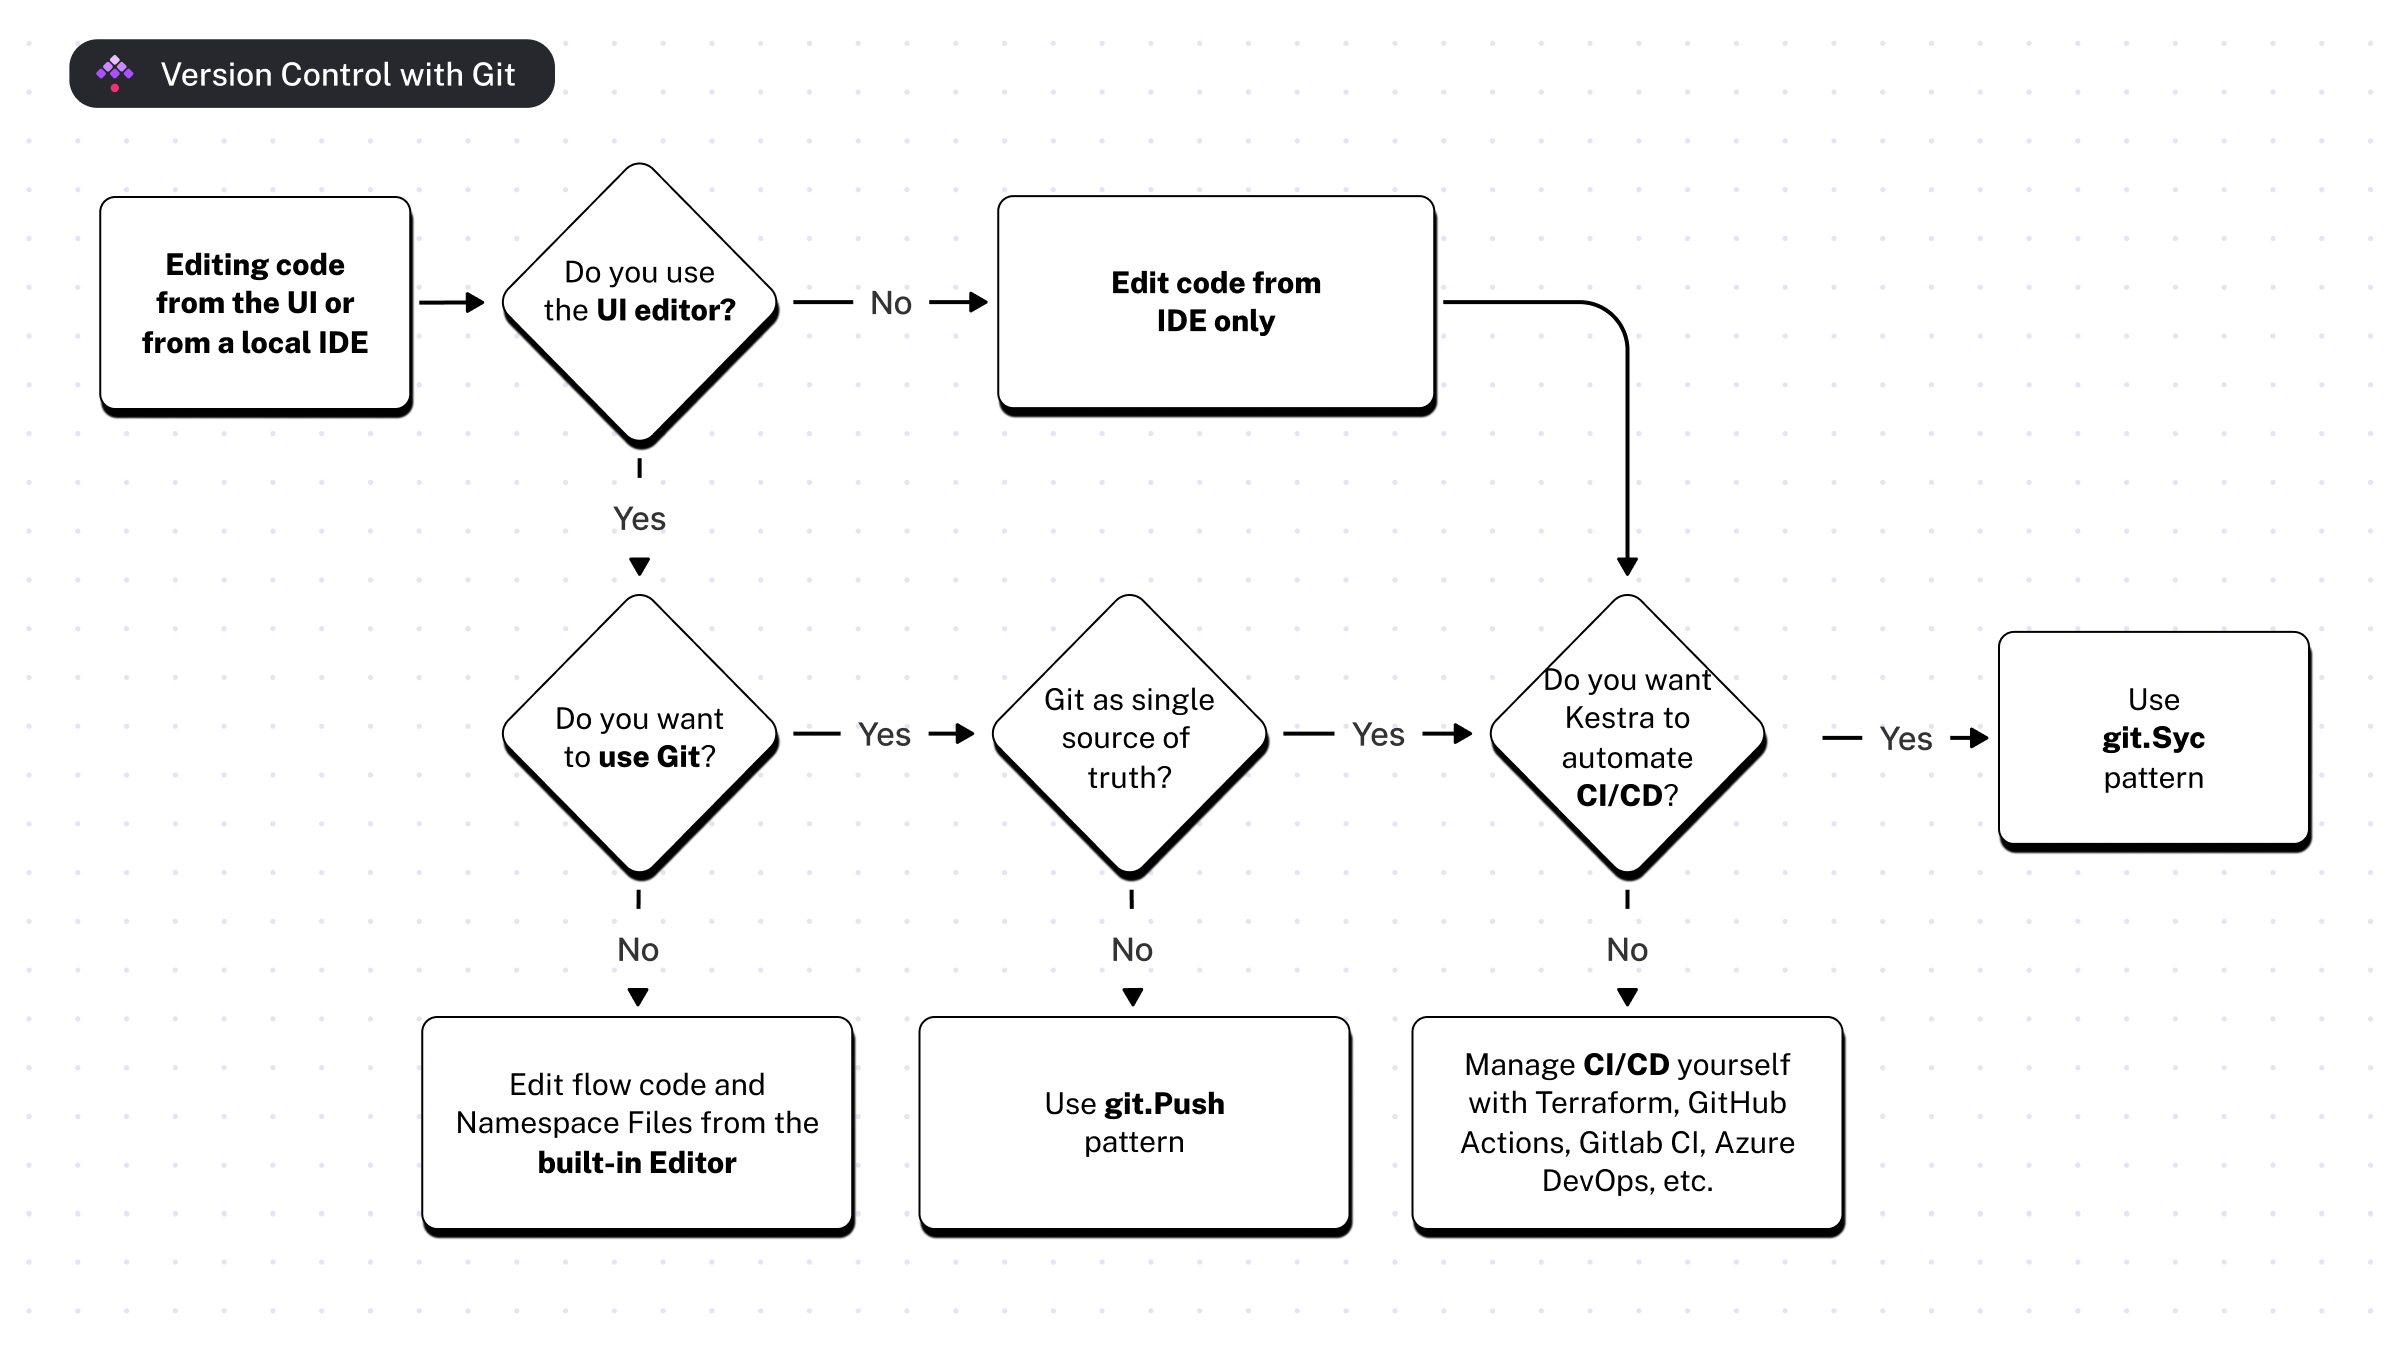 Version Control with Git
Editing code
from the UI or
from a local IDE
Do you use
the UI editor?
No
Edit code from
IDE only
Yes
Do you want
to use Git?
Yes
Git as single
source of
truth?
Yes
Do you want
Kestra to
automate
CI/CD?
Yes
Use
git.Syc
pattern
No
No
No
Edit flow code and
Namespace Files from the
built-in Editor
Use git.Push
pattern
Manage CI/CD yourself
with Terraform, GitHub
Actions, Gitlab CI, Azure
DevOps, etc.